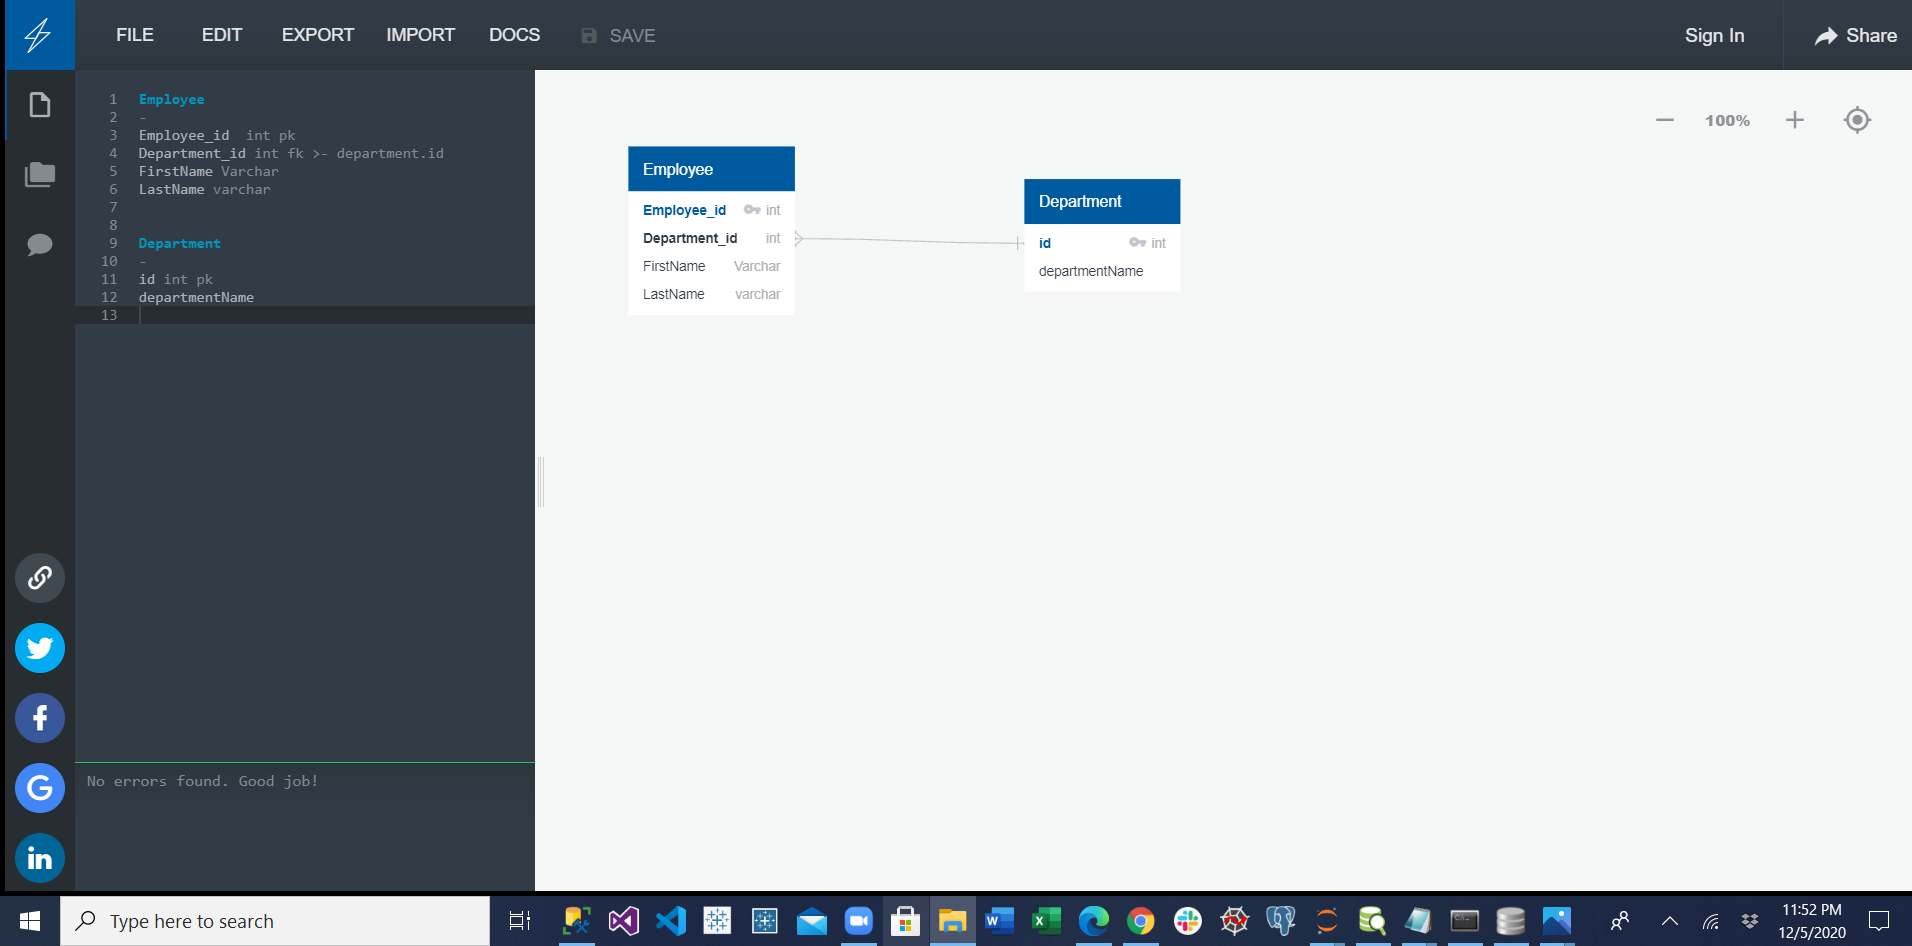 FILE EDIT EXPORT IMPORT DOCS SAVE Sign In Share
1 Employee
2 -
3 Employee_id  int pk
4 Department_id int fk >- department.id
5 FirstName Varchar
6 LastName varchar
7
8
9 Department
10 -
11 id int pk
12 departmentName
13
No errors found. Good job!
100%
Employee
Employee_id int
Department_id int
FirstName Varchar
LastName varchar
Department
id int
departmentName
Type here to search
11:52 PM
12/5/2020